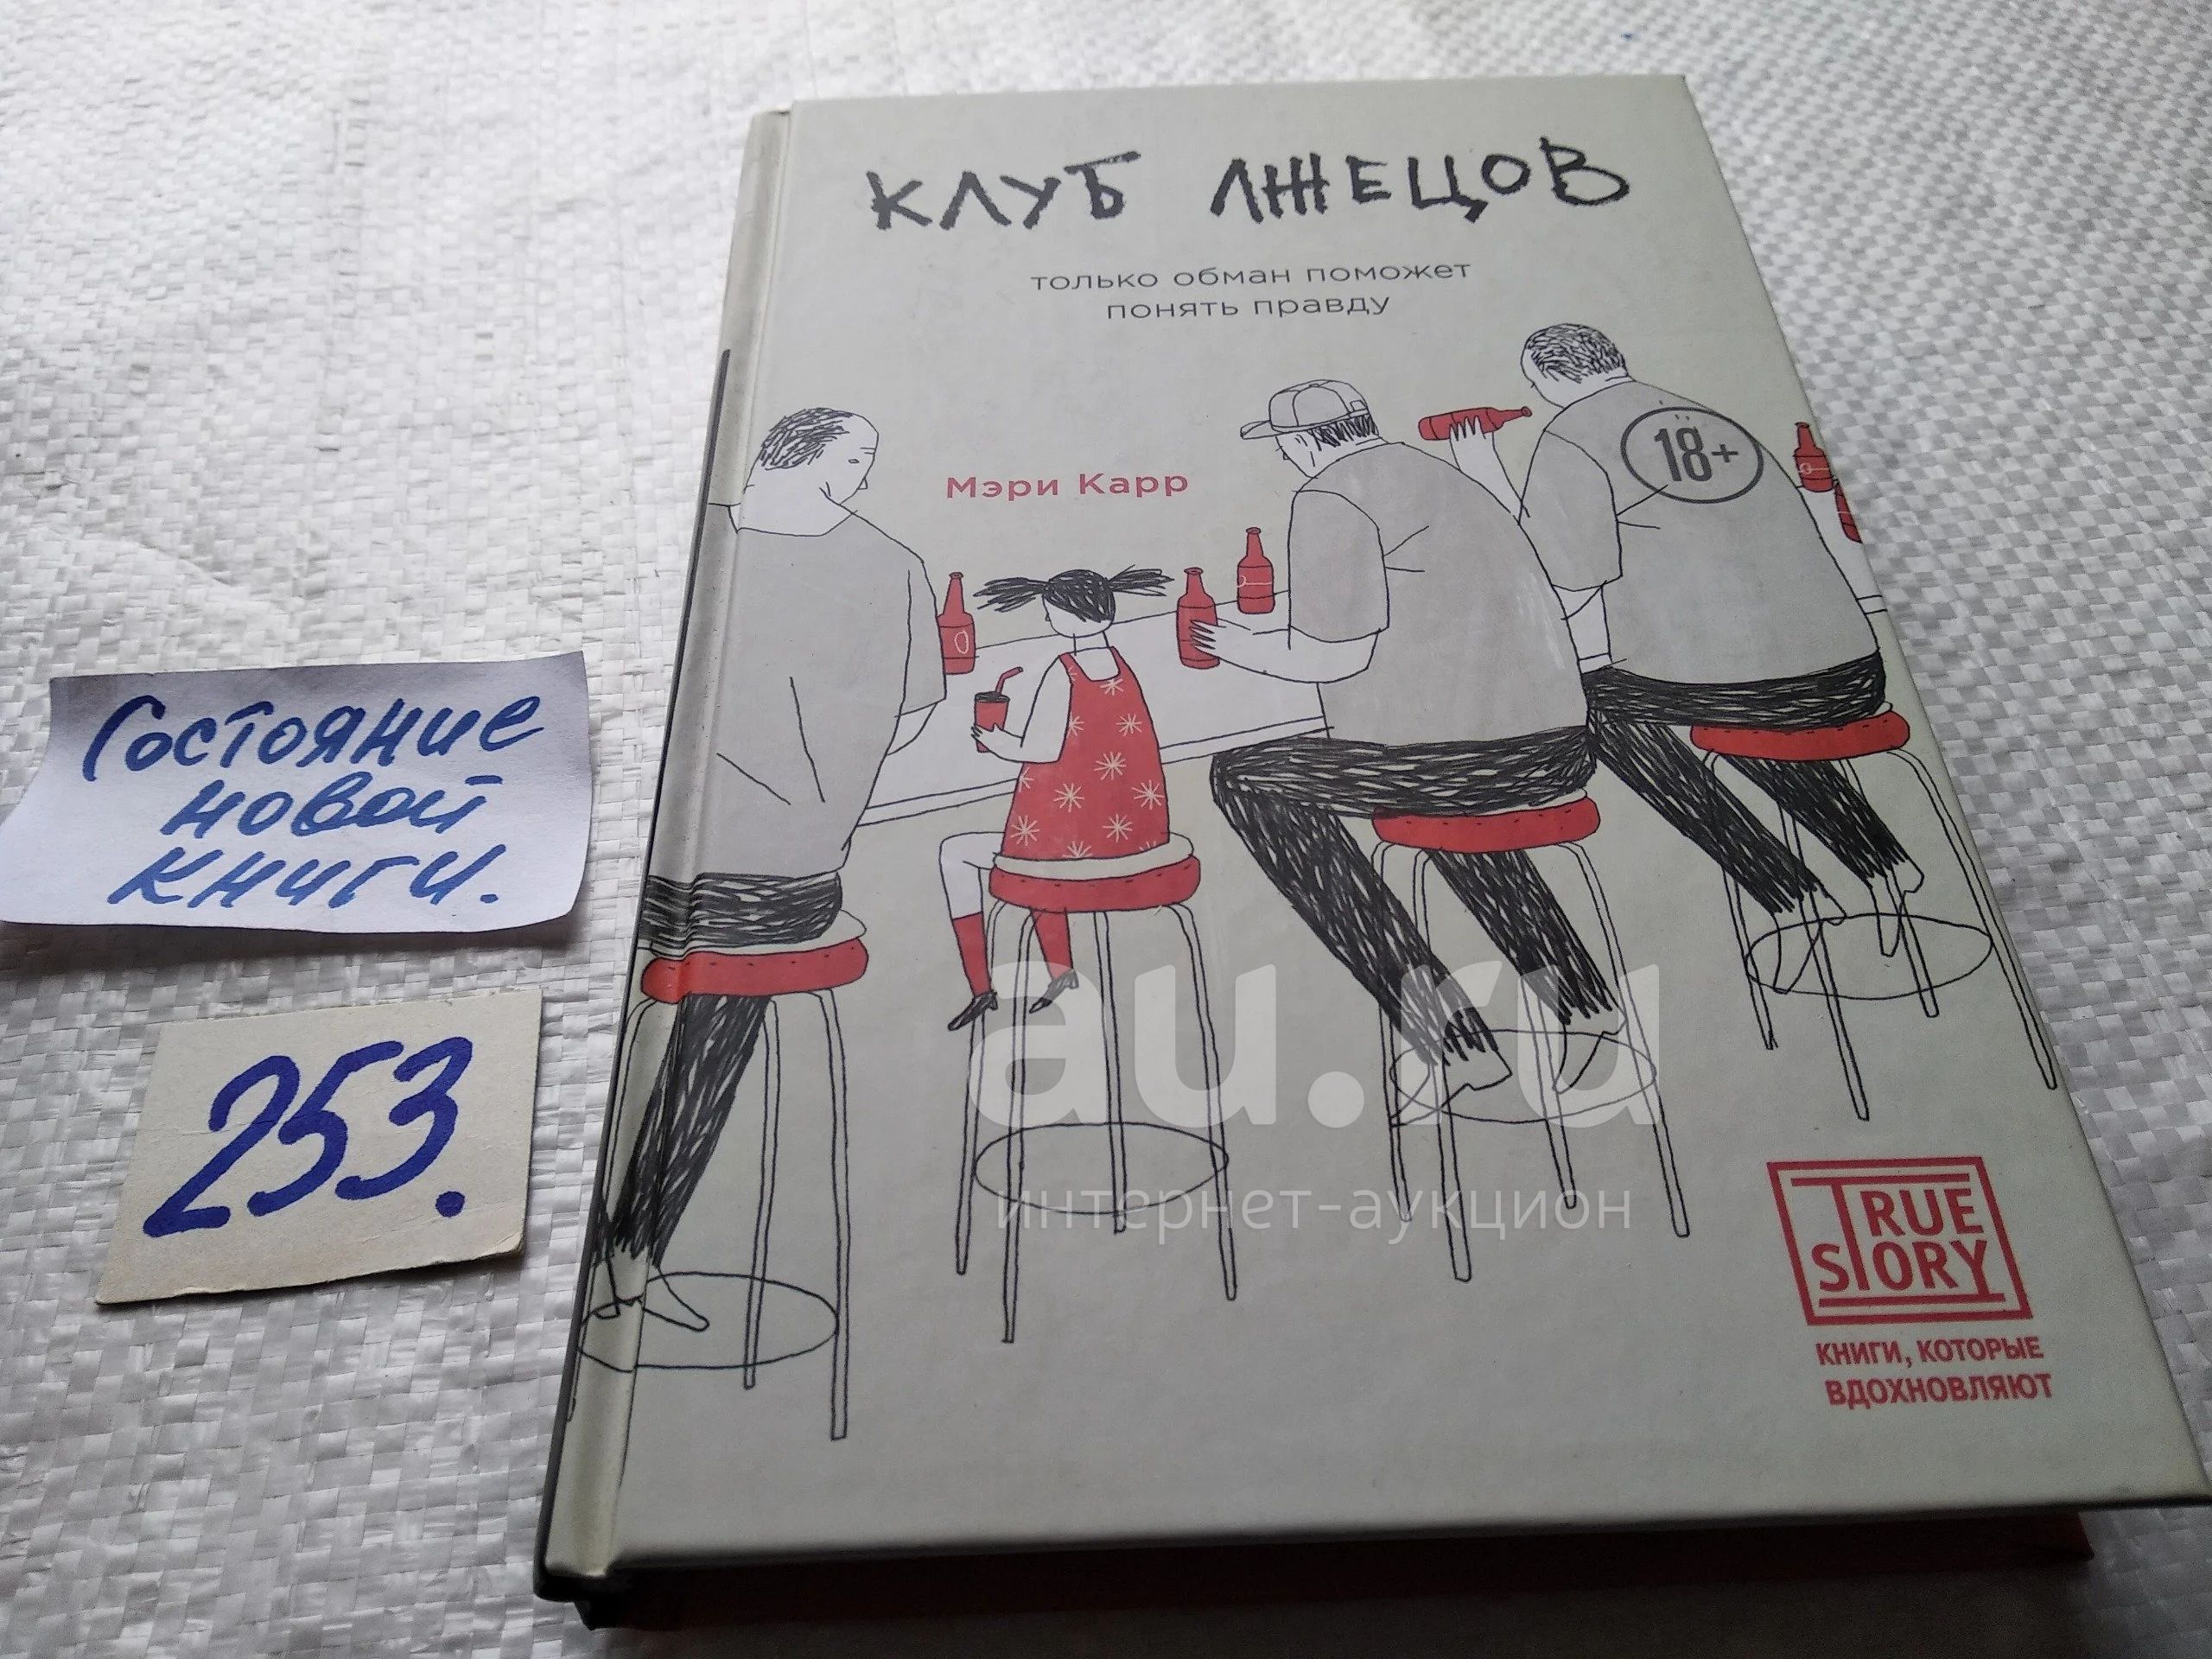 КЛУБ ЛЖЕЦОВ
только обман поможет
понять правду
Мэри Карр
18+
Состояние
новой
книги.
253.
au.ru
интернет-аукцион
TRUE
STORY
КНИГИ, КОТОРЫЕ
ВДОХНОВЛЯЮТ